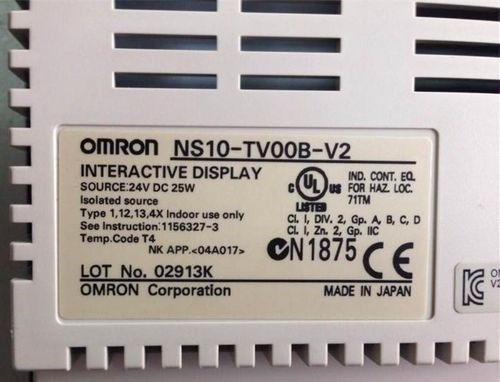 OMRON NS10-TV00B-V2
INTERACTIVE DISPLAY
SOURCE:24V DC 25W
Isolated source
Type 1,12,13,4X Indoor use only
See Instruction:1156327-3
Temp.Code T4
NK APP.<04A017>
LOT No. 02913K
OMRON Corporation
C UL US LISTED
IND. CONT. EQ.
FOR HAZ. LOC.
71TM
Cl. I, DIV. 2, Gp. A, B, C, D
Cl. I, Zn. 2, Gp. IIC
N1875 CE
MADE IN JAPAN